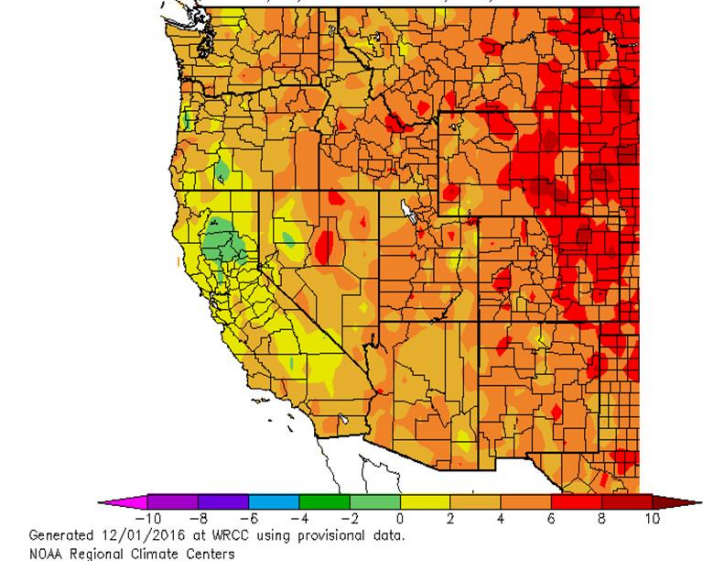 -10 -8 -6 -4 -2 0 2 4 6 8 10
Generated 12/01/2016 at WRCC using provisional data.
NOAA Regional Climate Centers